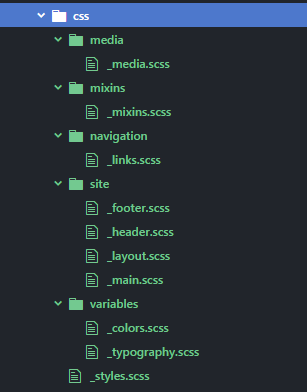 css
media
_media.scss
mixins
_mixins.scss
navigation
_links.scss
site
_footer.scss
_header.scss
_layout.scss
_main.scss
variables
_colors.scss
_typography.scss
_styles.scss